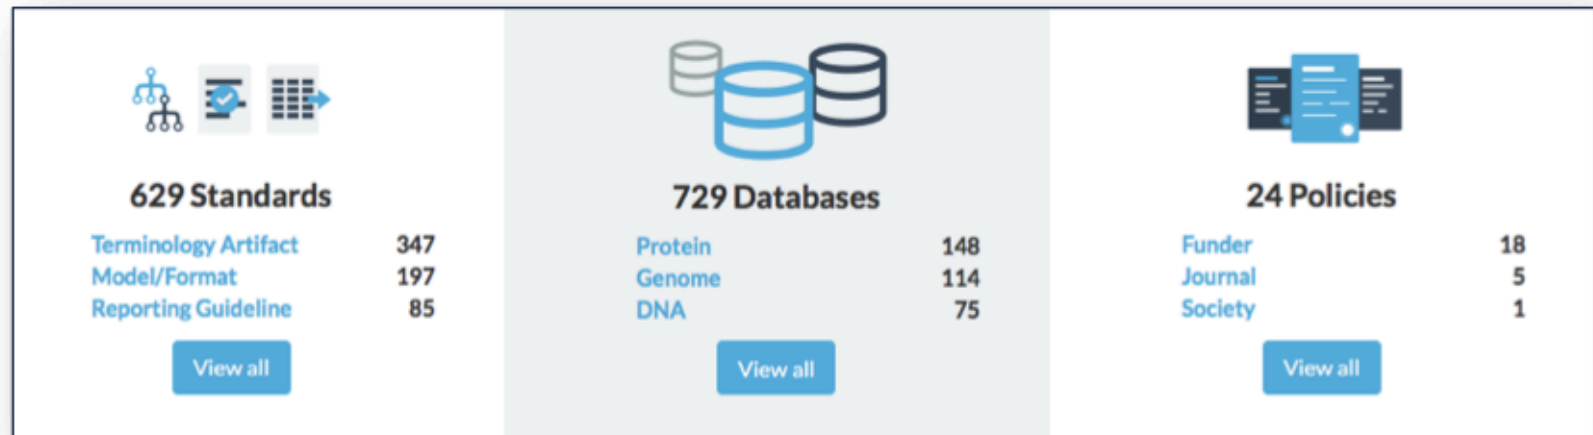 629 Standards
Terminology Artifact 347
Model/Format 197
Reporting Guideline 85
View all
729 Databases
Protein 148
Genome 114
DNA 75
View all
24 Policies
Funder 18
Journal 5
Society 1
View all